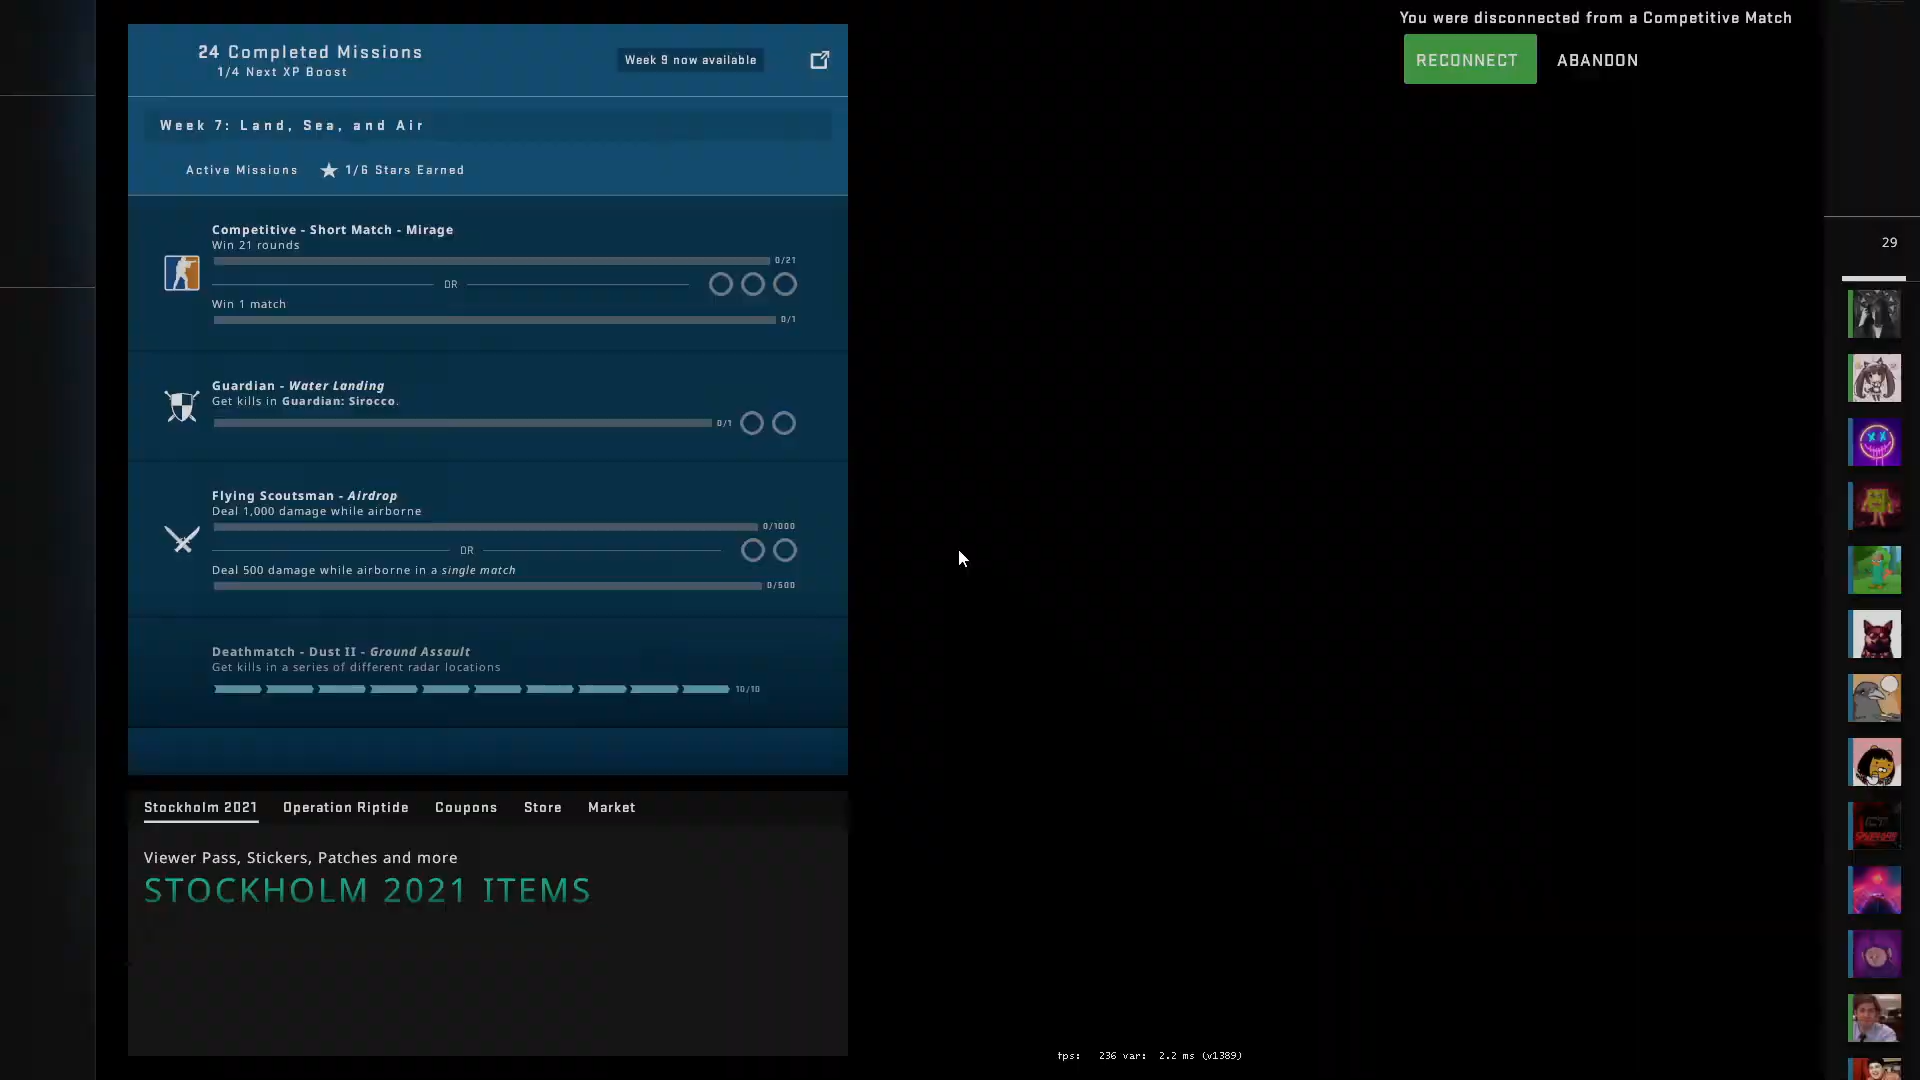 You were disconnected from a Competitive Match
RECONNECT ABANDON
24 Completed Missions
1/4 Next XP Boost
Week 9 now available
Week 7: Land, Sea, and Air
Active Missions 1/6 Stars Earned
Competitive - Short Match - Mirage
Win 21 rounds
0/21
OR
Win 1 match
0/1
Guardian - Water Landing
Get kills in Guardian: Sirocco.
0/1
Flying Scoutsman - Airdrop
Deal 1,000 damage while airborne
0/1000
OR
Deal 500 damage while airborne in a single match
0/500
Deathmatch - Dust II - Ground Assault
Get kills in a series of different radar locations
10/10
Stockholm 2021 Operation Riptide Coupons Store Market
Viewer Pass, Stickers, Patches and more
STOCKHOLM 2021 ITEMS
29
fps: 236 var: 2.2 ms (v1389)